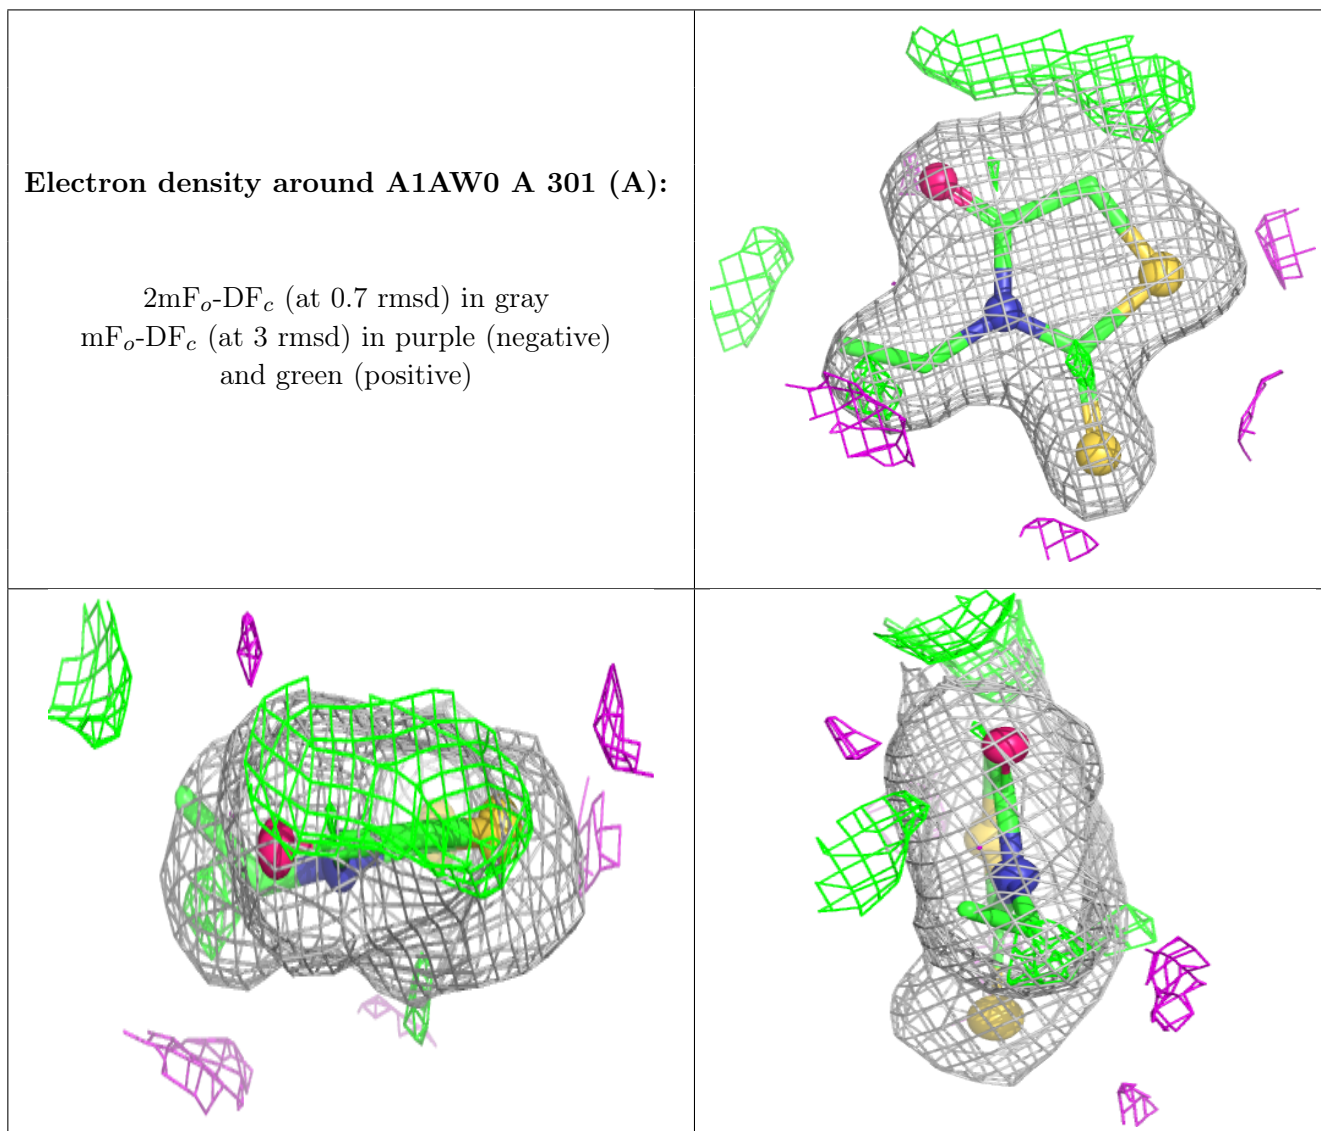 Electron density around A1AW0 A 301 (A):
2mFₒ-DF𝒸 (at 0.7 rmsd) in gray
mFₒ-DF𝒸 (at 3 rmsd) in purple (negative)
and green (positive)